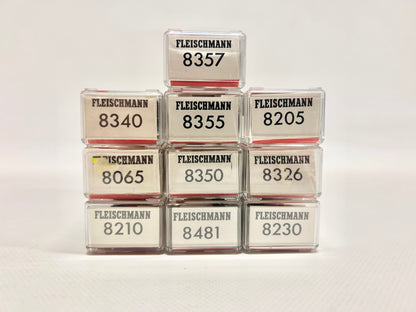 FLEISCHMANN
8357
FLEISCHMANN
8340
FLEISCHMANN
8355
FLEISCHMANN
8205
FLEISCHMANN
8065
FLEISCHMANN
8350
FLEISCHMANN
8326
FLEISCHMANN
8210
FLEISCHMANN
8481
FLEISCHMANN
8230